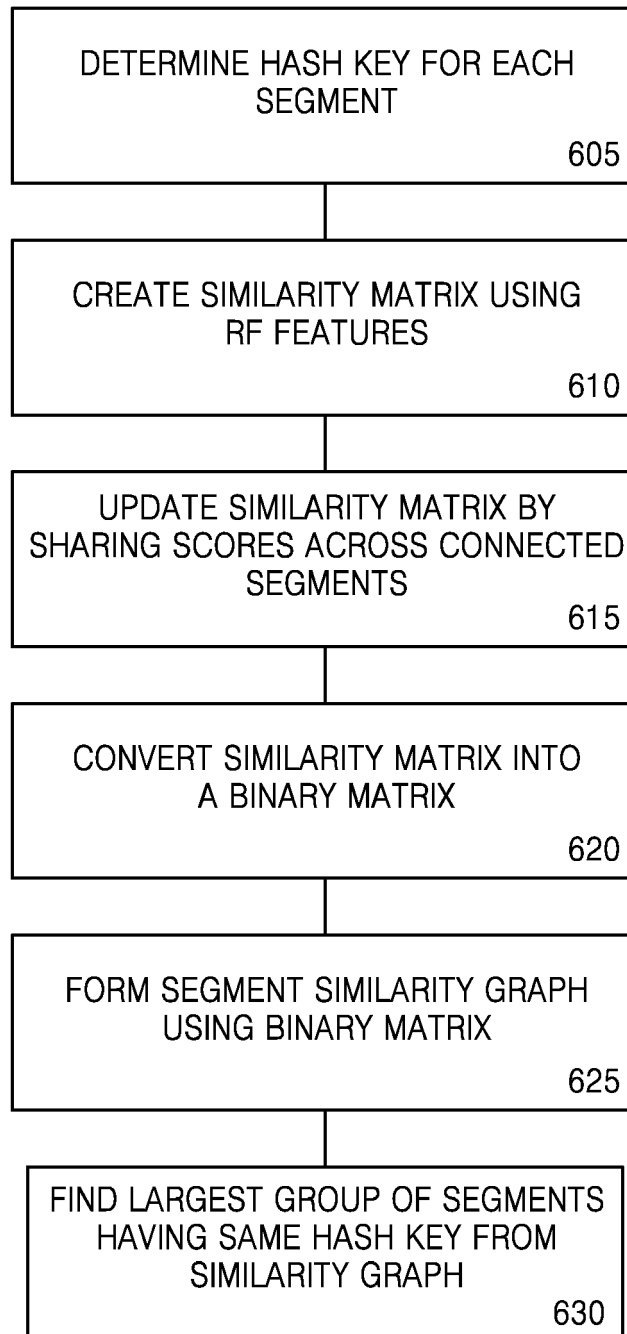 DETERMINE HASH KEY FOR EACH
SEGMENT
605
CREATE SIMILARITY MATRIX USING
RF FEATURES
610
UPDATE SIMILARITY MATRIX BY
SHARING SCORES ACROSS CONNECTED
SEGMENTS
615
CONVERT SIMILARITY MATRIX INTO
A BINARY MATRIX
620
FORM SEGMENT SIMILARITY GRAPH
USING BINARY MATRIX
625
FIND LARGEST GROUP OF SEGMENTS
HAVING SAME HASH KEY FROM
SIMILARITY GRAPH
630